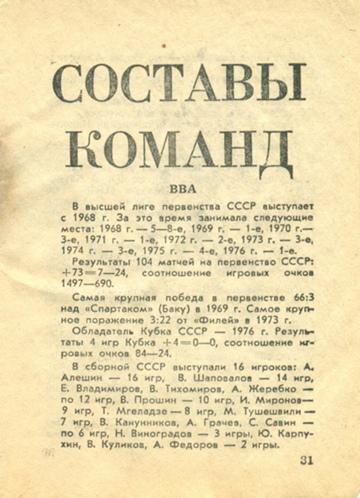 СОСТАВЫ
КОМАНД
ВВА
В высшей лиге первенства СССР выступает
с 1968 г. За это время занимала следующие
места: 1968 г. — 5—8-е, 1969 г. — 1-е, 1970 г.—
3-е, 1971 г. — 1-е, 1972 г. — 2-е, 1973 г. — 3-е,
1974 г. — 3-е, 1975 г. — 4-е, 1976 г. — 1-е.
Результаты 104 матчей на первенство СССР:
+73=7—24, соотношение игровых очков
1497—690.
Самая крупная победа в первенстве 66:3
над «Спартаком» (Баку) в 1969 г. Самое круп-
ное поражение 3:22 от «Филей» в 1973 г.
Обладатель Кубка СССР — 1976 г. Резуль-
таты 4 игр Кубка +4=0—0, соотношение иг-
ровых очков 84—24.
В сборной СССР выступали 16 игроков: А.
Алешин — 16 игр, В. Шаповалов — 14 игр,
Е. Владимиров, В. Тихомиров, А. Жеребко —
по 12 игр, В. Прошин — 10 игр, И. Миронов—
9 игр, Т. Мгеладзе — 8 игр, М. Тушешвили —
7 игр, В. Канунников, А. Грачев, С. Савин —
по 6 игр, Н. Виноградов — 3 игры, Ю. Карпу-
хин, В. Куликов, А. Федоров — 2 игры.
31